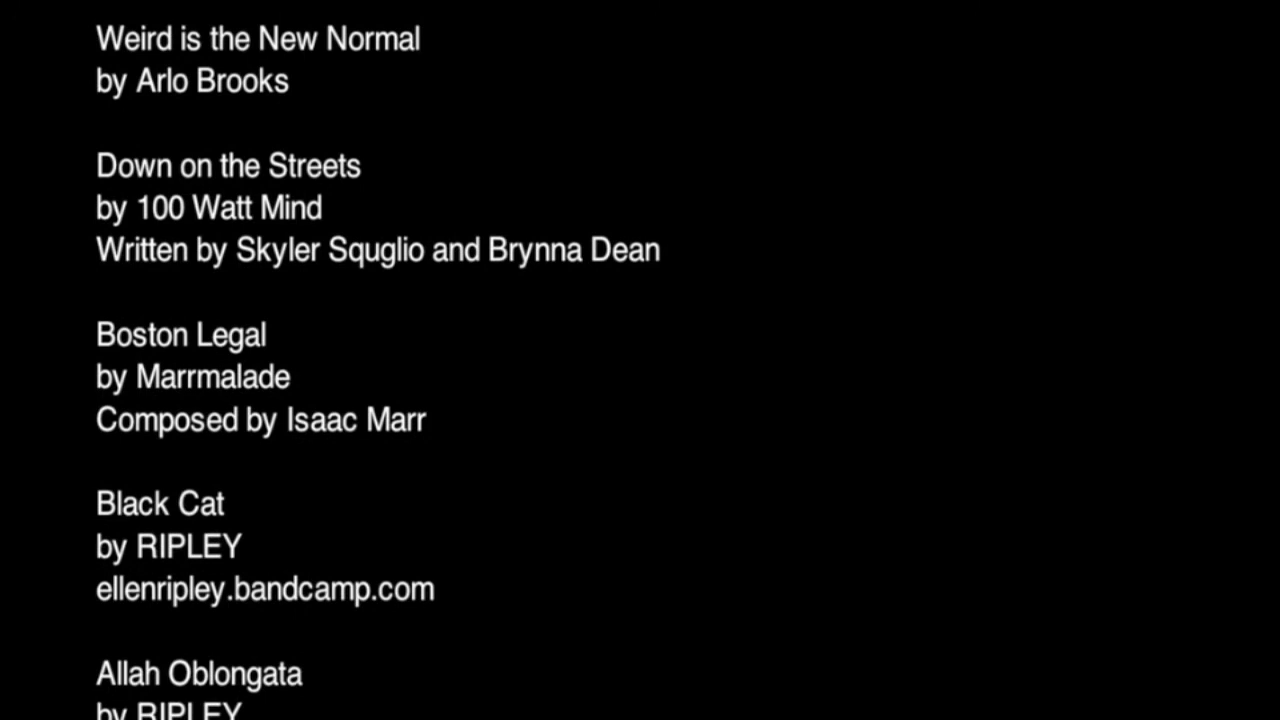 Weird is the New Normal
by Arlo Brooks
Down on the Streets
by 100 Watt Mind
Written by Skyler Squglio and Brynna Dean
Boston Legal
by Marrmalade
Composed by Isaac Marr
Black Cat
by RIPLEY
ellenripley.bandcamp.com
Allah Oblongata
by RIPLEY